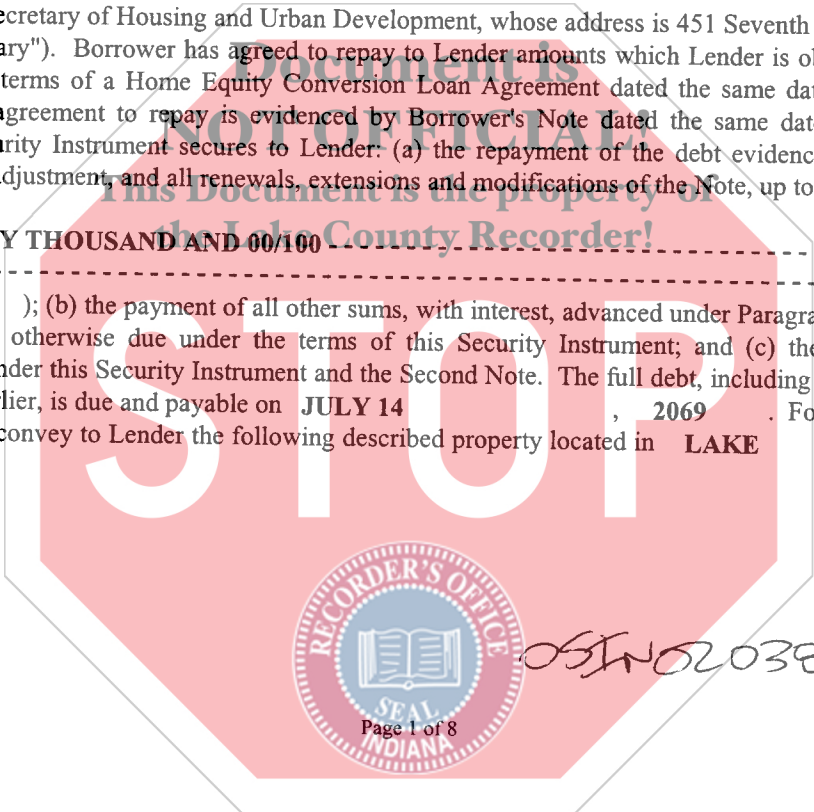 ecretary of Housing and Urban Development, whose address is 451 Seventh
ary"). Borrower has agreed to repay to Lender amounts which Lender is ol
Document is
terms of a Home Equity Conversion Loan Agreement dated the same dat
agreement to repay is evidenced by Borrower's Note dated the same dat
NOT OFFICIAL!
urity Instrument secures to Lender: (a) the repayment of the debt evidenc
djustment, and all renewals, extensions and modifications of the Note, up to
This Document is the property of
the Lake County Recorder!
Y THOUSAND AND 00/100 - - - - - - - - - - - - - - - - - - - - - - - - - - - - - - - - - - - - - - -
- - - - - - - - - - - - - - - - - - - - - - - - - - - - - - - - - - - - - - - - - - - - - - - - - - - - - - - - - - - -
); (b) the payment of all other sums, with interest, advanced under Paragra
otherwise due under the terms of this Security Instrument; and (c) the
nder this Security Instrument and the Second Note. The full debt, including
lier, is due and payable on JULY 14 , 2069 . Fo
convey to Lender the following described property located in LAKE
STOP
RECORDER'S OFFICE
SEAL
INDIANA
Page 1 of 8